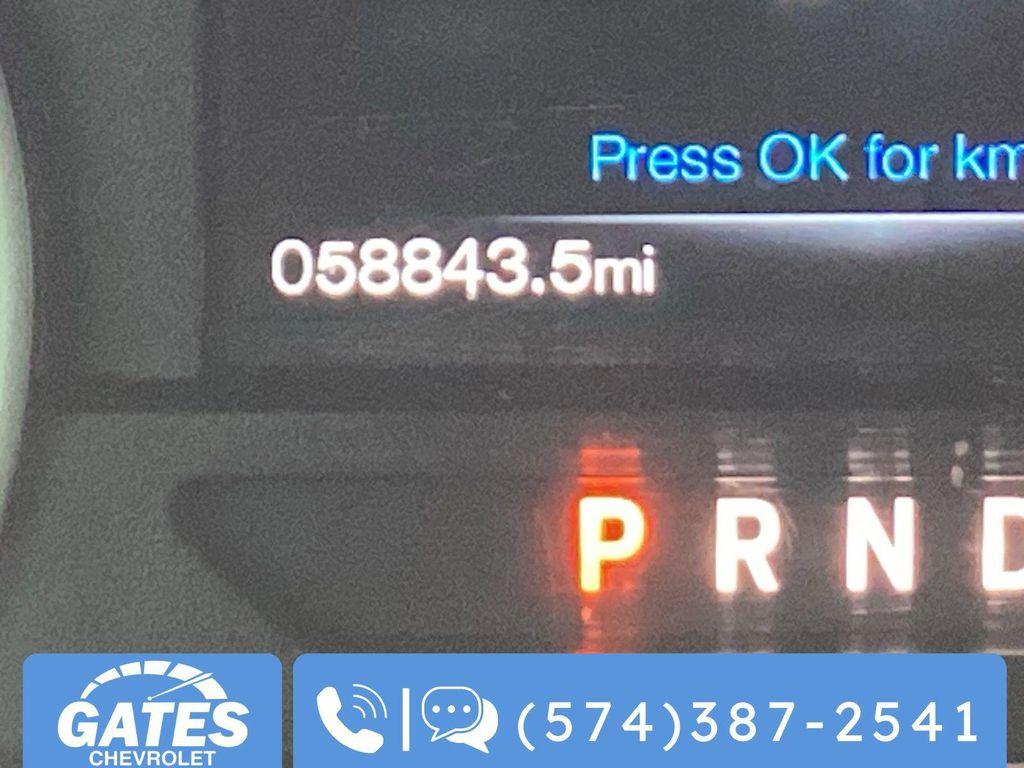 Press OK for km
058843.5mi
P R N D
GATES
CHEVROLET
(574)387-2541